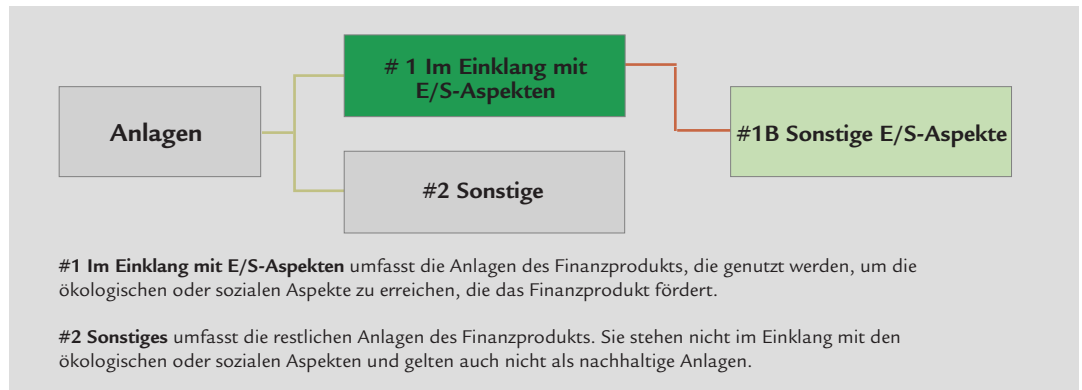 # 1 Im Einklang mit
E/S-Aspekten
Anlagen
#1B Sonstige E/S-Aspekte
#2 Sonstige
#1 Im Einklang mit E/S-Aspekten umfasst die Anlagen des Finanzprodukts, die genutzt werden, um die
ökologischen oder sozialen Aspekte zu erreichen, die das Finanzprodukt fördert.
#2 Sonstiges umfasst die restlichen Anlagen des Finanzprodukts. Sie stehen nicht im Einklang mit den
ökologischen oder sozialen Aspekten und gelten auch nicht als nachhaltige Anlagen.